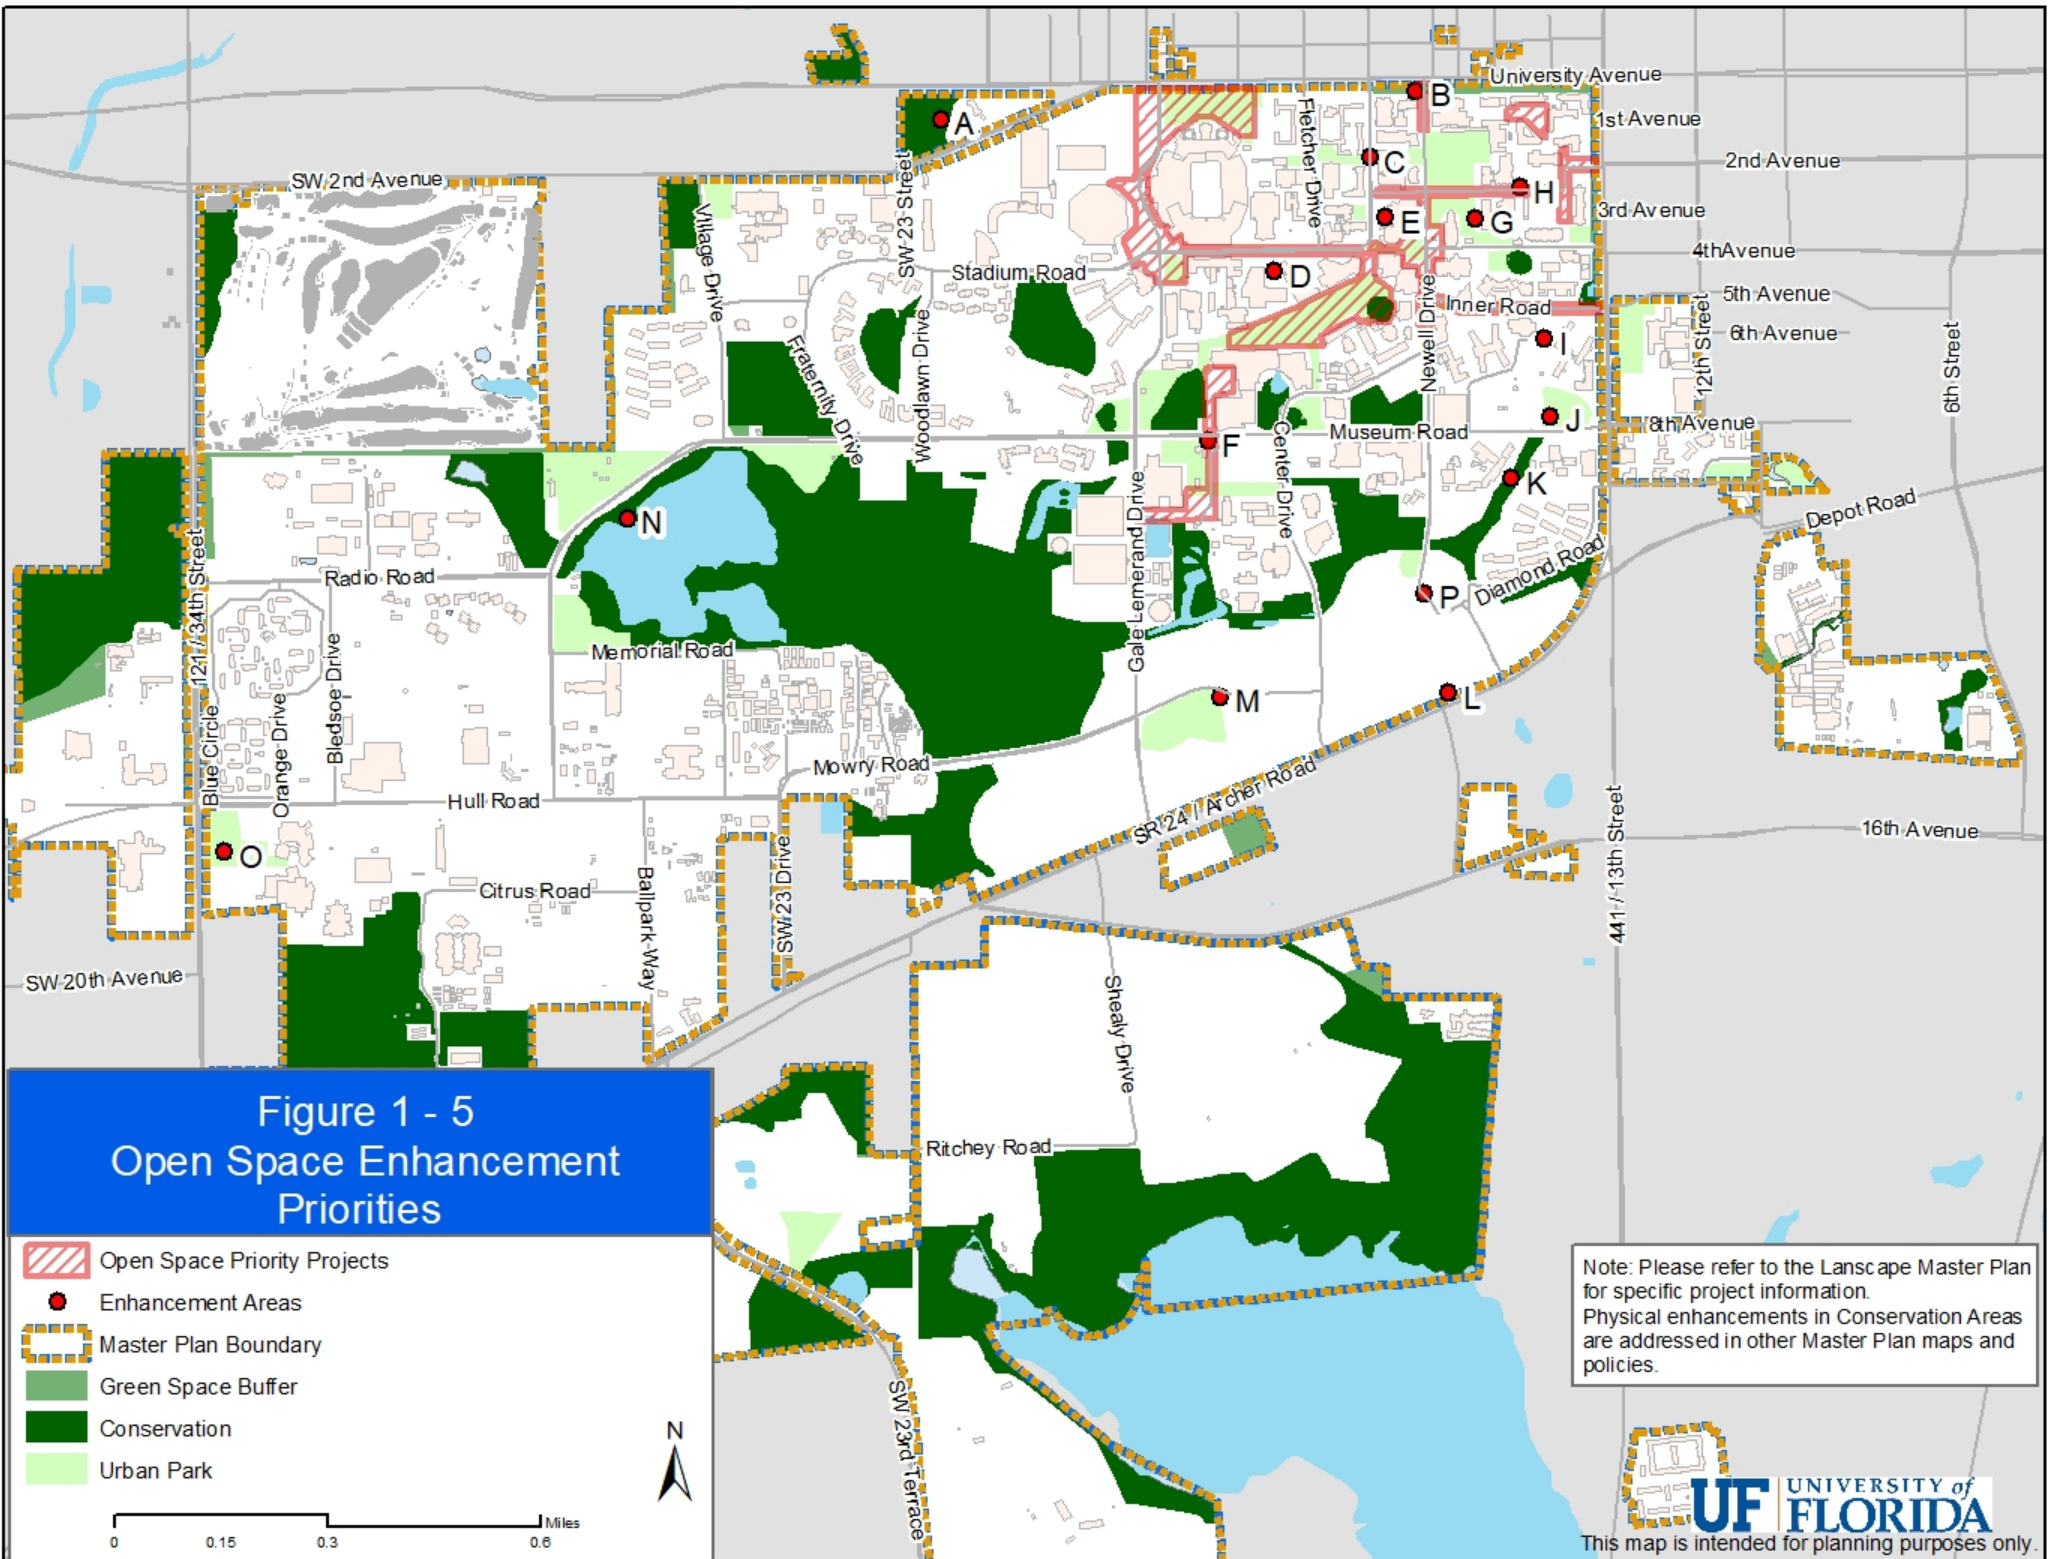 University Avenue
B
A
1st Avenue
Fletcher Drive
C
2nd Avenue
SW 2nd Avenue
H
SW 23 Street
Village Drive
3rd Avenue
E
G
4thAvenue
Stadium Road
D
5th Avenue
Newell Drive
Inner Road
12th Street
6th Avenue
I
Fraternity Drive
Woodlawn Drive
6th Street
J
8th Avenue
Museum Road
F
Center Drive
K
Gale Lemerand Drive
N
Depot Road
121 / 34th Street
Radio Road
Diamond Road
P
Memorial Road
Bledsoe Drive
Orange Drive
Blue Circle
M
L
Mowry Road
Hull Road
SR 24 / Archer Road
441 / 13th Street
16th Avenue
O
Citrus Road
Ballpark Way
SW 23 Drive
SW 20th Avenue
Shealy Drive
Ritchey Road
SW 23rd Terrace
Figure 1 - 5
Open Space Enhancement
Priorities
Open Space Priority Projects
Enhancement Areas
Master Plan Boundary
Green Space Buffer
Conservation
Urban Park
N
Miles
0
0.15
0.3
0.6
Note: Please refer to the Lanscape Master Plan
for specific project information.
Physical enhancements in Conservation Areas
are addressed in other Master Plan maps and
policies.
UF UNIVERSITY of
FLORIDA
This map is intended for planning purposes only.